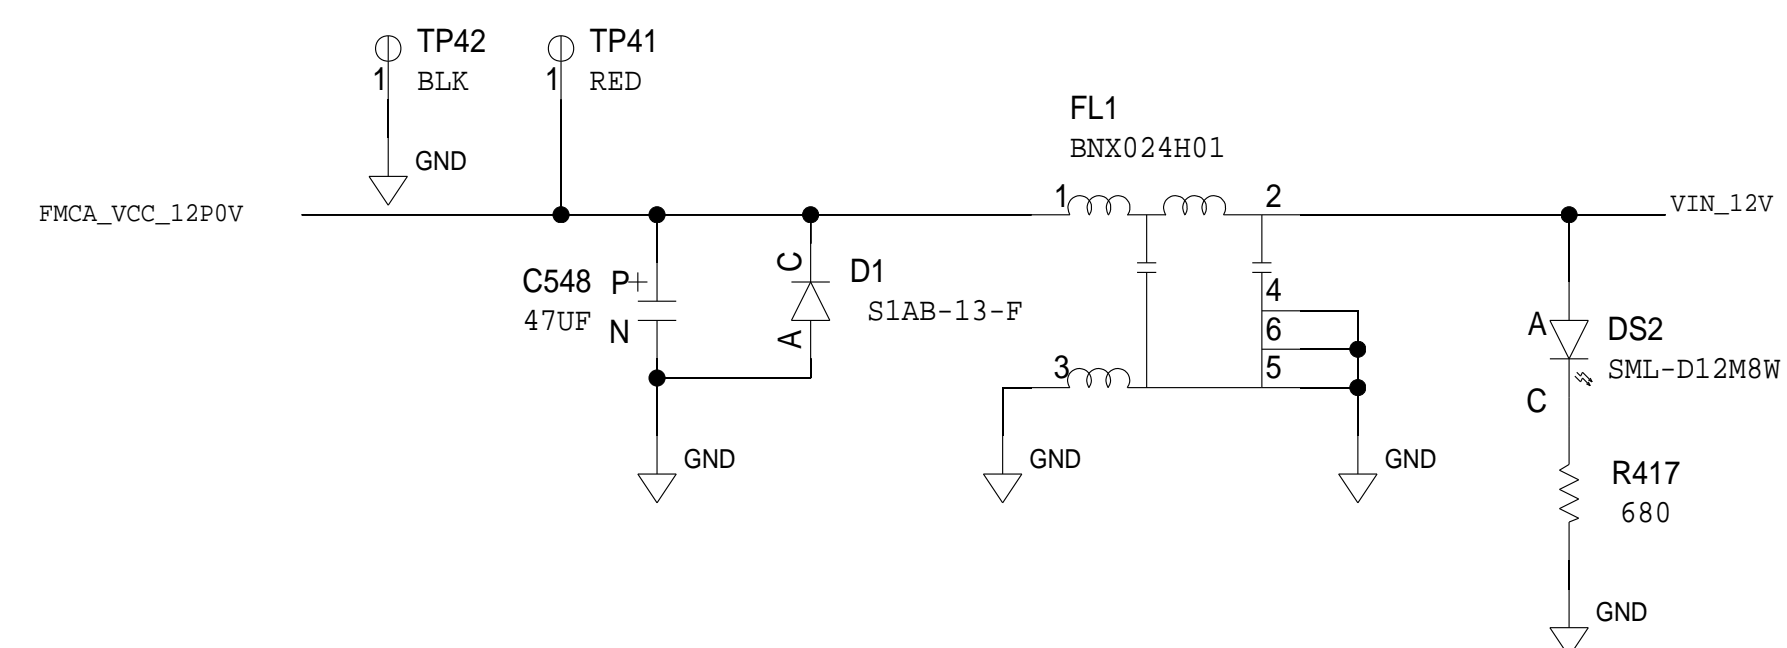 TP42
1
BLK
TP41
1
RED
GND
FL1
BNX024H01
FMCA_VCC_12P0V
1
2
VIN_12V
C548
P+
47UF
N
C
D1
A
S1AB-13-F
4
6
3
5
A
DS2
SML-D12M8W
C
GND
GND
GND
R417
680
GND